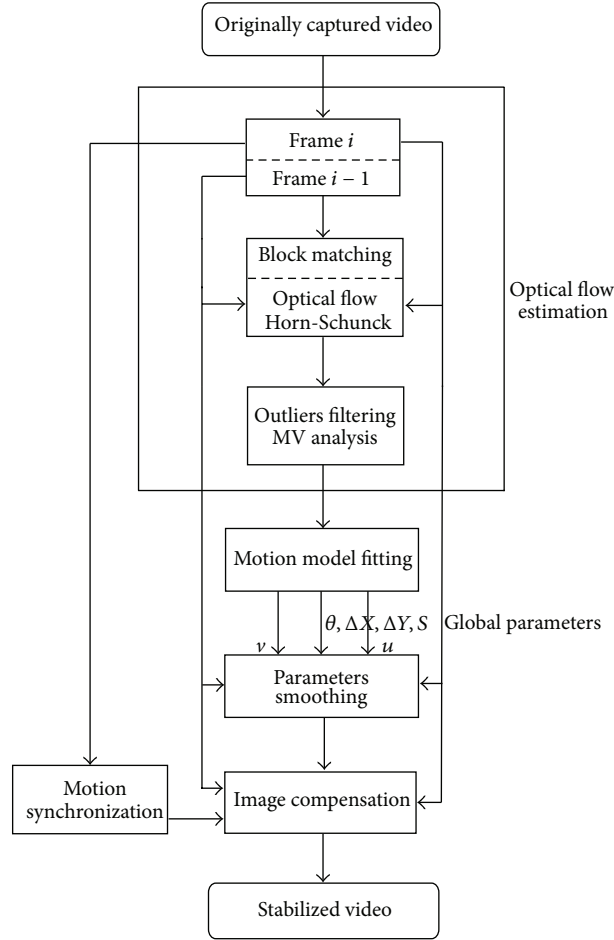 Originally captured video
Frame i
Frame i − 1
Block matching
Optical flow
Horn-Schunck
Optical flow
estimation
Outliers filtering
MV analysis
Motion model fitting
θ, ΔX, ΔY, S
Global parameters
v
u
Parameters
smoothing
Motion
synchronization
Image compensation
Stabilized video